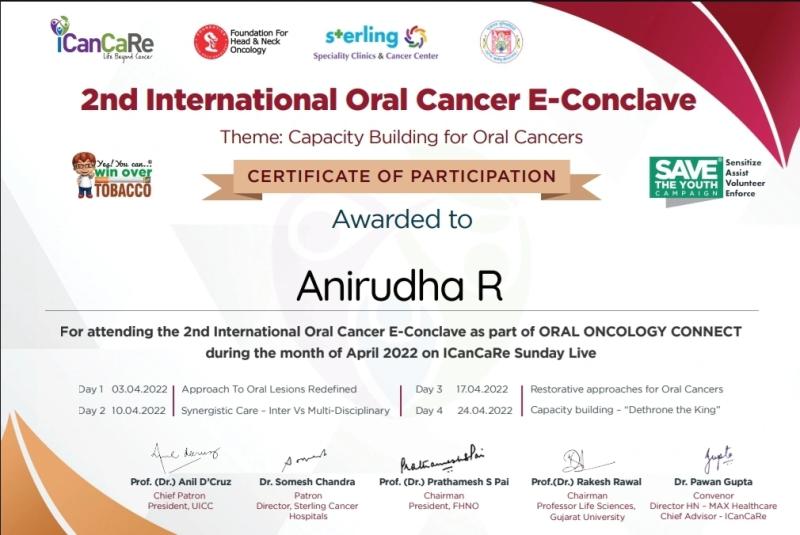 iCanCaRe
Life Beyond Cancer
Foundation For
Head & Neck
Oncology
sterling
Speciality Clinics & Cancer Center
2nd International Oral Cancer E-Conclave
Theme: Capacity Building for Oral Cancers
Yes! You can..!!
win over
TOBACCO
CERTIFICATE OF PARTICIPATION
SAVE
THE YOUTH
CAMPAIGN
Sensitize
Assist
Volunteer
Enforce
Awarded to
Anirudha R
For attending the 2nd International Oral Cancer E-Conclave as part of ORAL ONCOLOGY CONNECT
during the month of April 2022 on ICanCaRe Sunday Live
Day 1 03.04.2022 Approach To Oral Lesions Redefined
Day 2 10.04.2022 Synergistic Care – Inter Vs Multi-Disciplinary
Day 3 17.04.2022 Restorative approaches for Oral Cancers
Day 4 24.04.2022 Capacity building – “Dethrone the King”
Prathamesh S Pai
Gupta
Prof. (Dr.) Anil D’Cruz
Chief Patron
President, UICC
Dr. Somesh Chandra
Patron
Director, Sterling Cancer
Hospitals
Prof. (Dr.) Prathamesh S Pai
Chairman
President, FHNO
Prof.(Dr.) Rakesh Rawal
Chairman
Professor Life Sciences,
Gujarat University
Dr. Pawan Gupta
Convenor
Director HN – MAX Healthcare
Chief Advisor - ICanCaRe